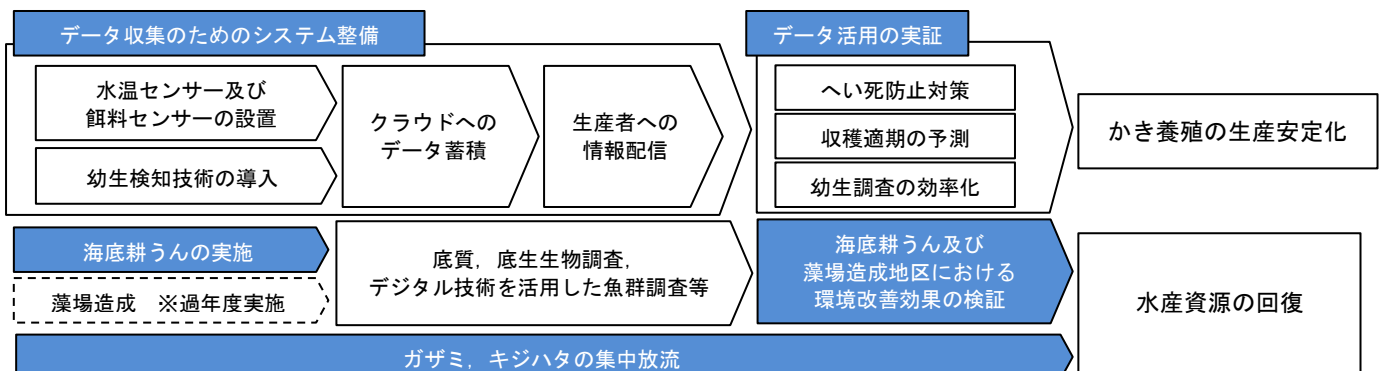 データ収集のためのシステム整備
水温センサー及び
餌料センサーの設置
幼生検知技術の導入
クラウドへの
データ蓄積
生産者への
情報配信
データ活用の実証
へい死防止対策
収穫適期の予測
幼生調査の効率化
かき養殖の生産安定化
海底耕うんの実施
藻場造成　※過年度実施
底質，底生生物調査，
デジタル技術を活用した魚群調査等
海底耕うん及び
藻場造成地区における
環境改善効果の検証
水産資源の回復
ガザミ，キジハタの集中放流